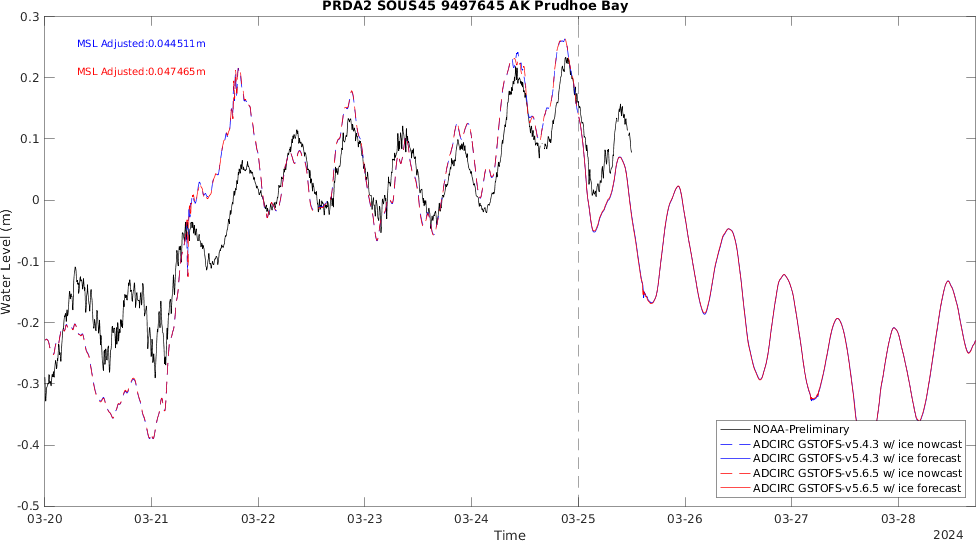 PRDA2 SOUS45 9497645 AK Prudhoe Bay
MSL Adjusted:0.044511m
MSL Adjusted:0.047465m
Water Level (m)
0.3
0.2
0.1
0
-0.1
-0.2
-0.3
-0.4
-0.5
NOAA-Preliminary
ADCIRC GSTOFS-v5.4.3 w/ ice nowcast
ADCIRC GSTOFS-v5.4.3 w/ ice forecast
ADCIRC GSTOFS-v5.6.5 w/ ice nowcast
ADCIRC GSTOFS-v5.6.5 w/ ice forecast
03-20 03-21 03-22 03-23 03-24 03-25 03-26 03-27 03-28
Time
2024